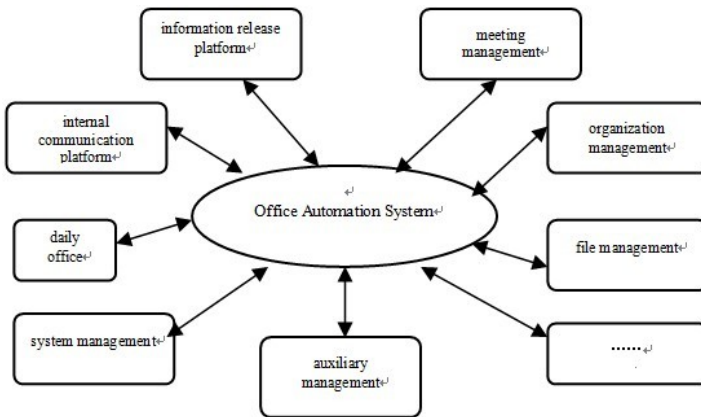 information release
platform↵
meeting
management↵
internal
communication
platform↵
organization
management↵
↵
Office Automation System↵
daily
office↵
file management↵
system management↵
auxiliary
management↵
......↵
.